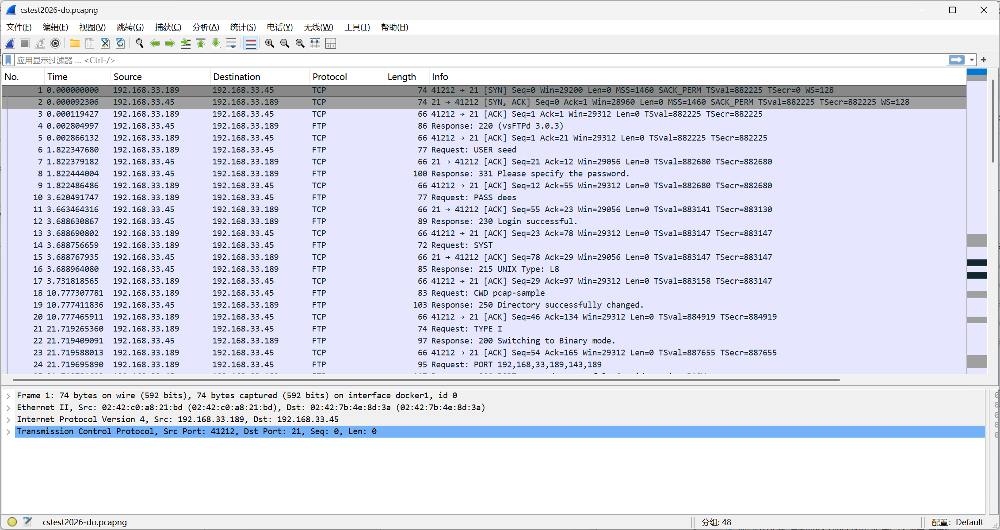 cstest2026-do.pcapng
文件(F) 编辑(E) 视图(V) 跳转(G) 捕获(C) 分析(A) 统计(S) 电话(Y) 无线(W) 工具(T) 帮助(H)
应用显示过滤器 … <Ctrl-/>
No. Time Source Destination Protocol Length Info
1 0.000000000 192.168.33.189 192.168.33.45 TCP 74 41212 → 21 [SYN] Seq=0 Win=29200 Len=0 MSS=1460 SACK_PERM TSval=882225 TSecr=0 WS=128
2 0.000092306 192.168.33.45 192.168.33.189 TCP 74 21 → 41212 [SYN, ACK] Seq=0 Ack=1 Win=28960 Len=0 MSS=1460 SACK_PERM TSval=882225 TSecr=882225 WS=128
3 0.000119427 192.168.33.189 192.168.33.45 TCP 66 41212 → 21 [ACK] Seq=1 Ack=1 Win=29312 Len=0 TSval=882225 TSecr=882225
4 0.002804997 192.168.33.45 192.168.33.189 FTP 86 Response: 220 (vsFTPd 3.0.3)
5 0.002866132 192.168.33.189 192.168.33.45 TCP 66 41212 → 21 [ACK] Seq=1 Ack=21 Win=29312 Len=0 TSval=882225 TSecr=882225
6 1.822347680 192.168.33.189 192.168.33.45 FTP 77 Request: USER seed
7 1.822379182 192.168.33.45 192.168.33.189 TCP 66 21 → 41212 [ACK] Seq=21 Ack=12 Win=29056 Len=0 TSval=882680 TSecr=882680
8 1.822444004 192.168.33.45 192.168.33.189 FTP 100 Response: 331 Please specify the password.
9 1.822486486 192.168.33.189 192.168.33.45 TCP 66 41212 → 21 [ACK] Seq=12 Ack=55 Win=29312 Len=0 TSval=882680 TSecr=882680
10 3.620491747 192.168.33.189 192.168.33.45 FTP 77 Request: PASS dees
11 3.663464316 192.168.33.45 192.168.33.189 TCP 66 21 → 41212 [ACK] Seq=55 Ack=23 Win=29056 Len=0 TSval=883141 TSecr=883130
12 3.688630867 192.168.33.45 192.168.33.189 FTP 89 Response: 230 Login successful.
13 3.688690802 192.168.33.189 192.168.33.45 TCP 66 41212 → 21 [ACK] Seq=23 Ack=78 Win=29312 Len=0 TSval=883147 TSecr=883147
14 3.688756659 192.168.33.189 192.168.33.45 FTP 72 Request: SYST
15 3.688767935 192.168.33.45 192.168.33.189 TCP 66 21 → 41212 [ACK] Seq=78 Ack=29 Win=29056 Len=0 TSval=883147 TSecr=883147
16 3.688964080 192.168.33.45 192.168.33.189 FTP 85 Response: 215 UNIX Type: L8
17 3.731818565 192.168.33.189 192.168.33.45 TCP 66 41212 → 21 [ACK] Seq=29 Ack=97 Win=29312 Len=0 TSval=883158 TSecr=883147
18 10.777307781 192.168.33.189 192.168.33.45 FTP 83 Request: CWD pcap-sample
19 10.777411836 192.168.33.45 192.168.33.189 FTP 103 Response: 250 Directory successfully changed.
20 10.777465911 192.168.33.189 192.168.33.45 TCP 66 41212 → 21 [ACK] Seq=46 Ack=134 Win=29312 Len=0 TSval=884919 TSecr=884919
21 21.719265360 192.168.33.189 192.168.33.45 FTP 74 Request: TYPE I
22 21.719409091 192.168.33.45 192.168.33.189 FTP 97 Response: 200 Switching to Binary mode.
23 21.719588013 192.168.33.189 192.168.33.45 TCP 66 41212 → 21 [ACK] Seq=54 Ack=165 Win=29312 Len=0 TSval=887655 TSecr=887655
24 21.719695890 192.168.33.189 192.168.33.45 FTP 95 Request: PORT 192,168,33,189,143,189
Frame 1: 74 bytes on wire (592 bits), 74 bytes captured (592 bits) on interface docker1, id 0
Ethernet II, Src: 02:42:c0:a8:21:bd (02:42:c0:a8:21:bd), Dst: 02:42:7b:4e:8d:3a (02:42:7b:4e:8d:3a)
Internet Protocol Version 4, Src: 192.168.33.189, Dst: 192.168.33.45
Transmission Control Protocol, Src Port: 41212, Dst Port: 21, Seq: 0, Len: 0
cstest2026-do.pcapng
分组: 48
配置: Default